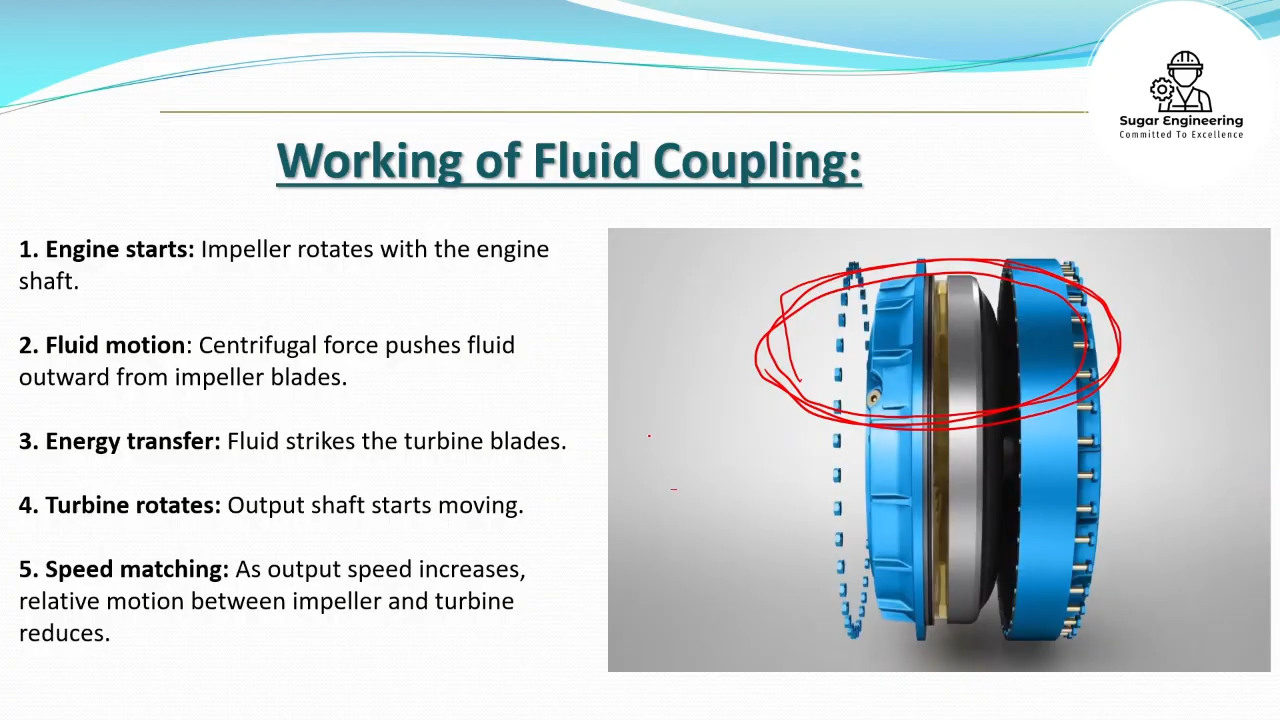 Sugar Engineering
Committed To Excellence
Working of Fluid Coupling:
1. Engine starts: Impeller rotates with the engine
shaft.
2. Fluid motion: Centrifugal force pushes fluid
outward from impeller blades.
3. Energy transfer: Fluid strikes the turbine blades.
4. Turbine rotates: Output shaft starts moving.
5. Speed matching: As output speed increases,
relative motion between impeller and turbine
reduces.